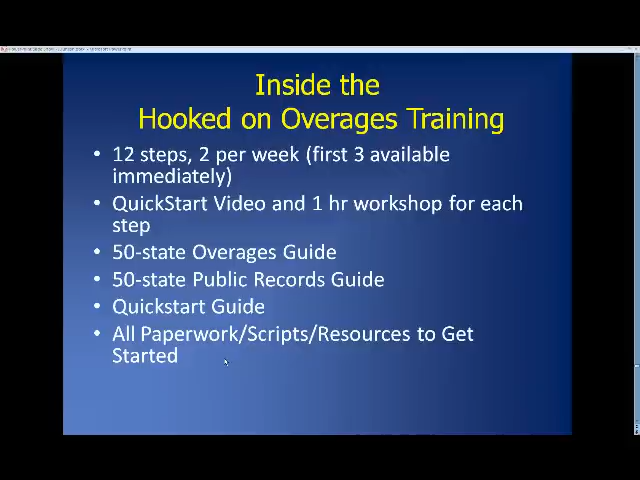 Inside the
Hooked on Overages Training
• 12 steps, 2 per week (first 3 available
immediately)
• QuickStart Video and 1 hr workshop for each
step
• 50-state Overages Guide
• 50-state Public Records Guide
• Quickstart Guide
• All Paperwork/Scripts/Resources to Get
Started